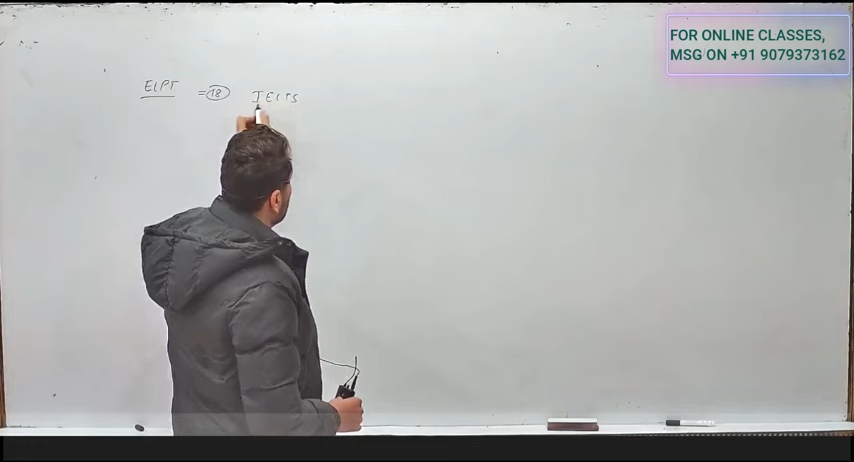 FOR ONLINE CLASSES,
MSG ON +91 9079373162
ELPT = 18 IELTS